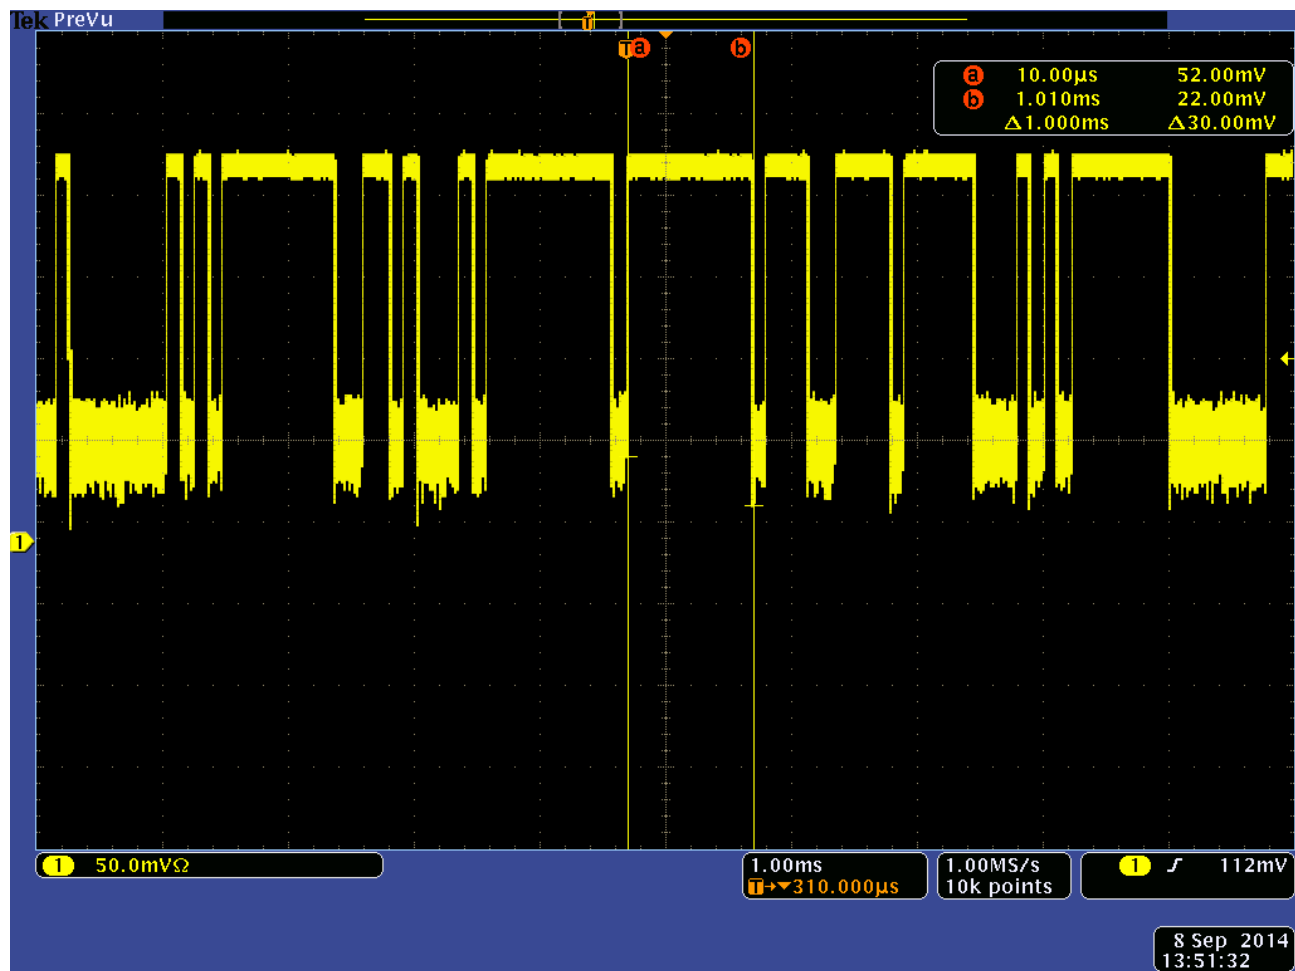 Tek PreVu
T a b
a 10.00µs 52.00mV
b 1.010ms 22.00mV
Δ1.000ms Δ30.00mV
1
1 50.0mVΩ
1.00ms
T→▼310.000µs
1.00MS/s
10k points
1 112mV
8 Sep 2014
13:51:32